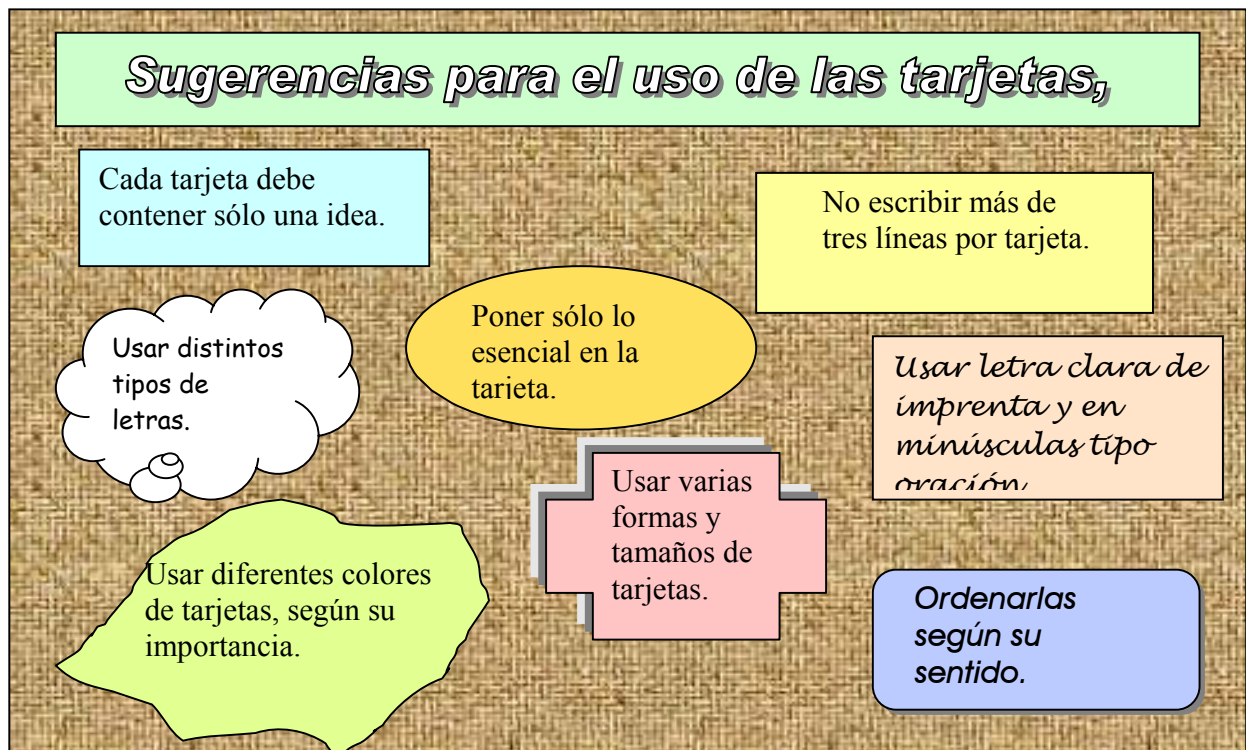 Sugerencias para el uso de las tarjetas,
Cada tarjeta debe
contener sólo una idea.
No escribir más de
tres líneas por tarjeta.
Usar distintos
tipos de
letras.
Poner sólo lo
esencial en la
tarjeta.
Usar letra clara de
imprenta y en
minúsculas tipo
oración
Usar diferentes colores
de tarjetas, según su
importancia.
Usar varias
formas y
tamaños de
tarjetas.
Ordenarlas
según su
sentido.